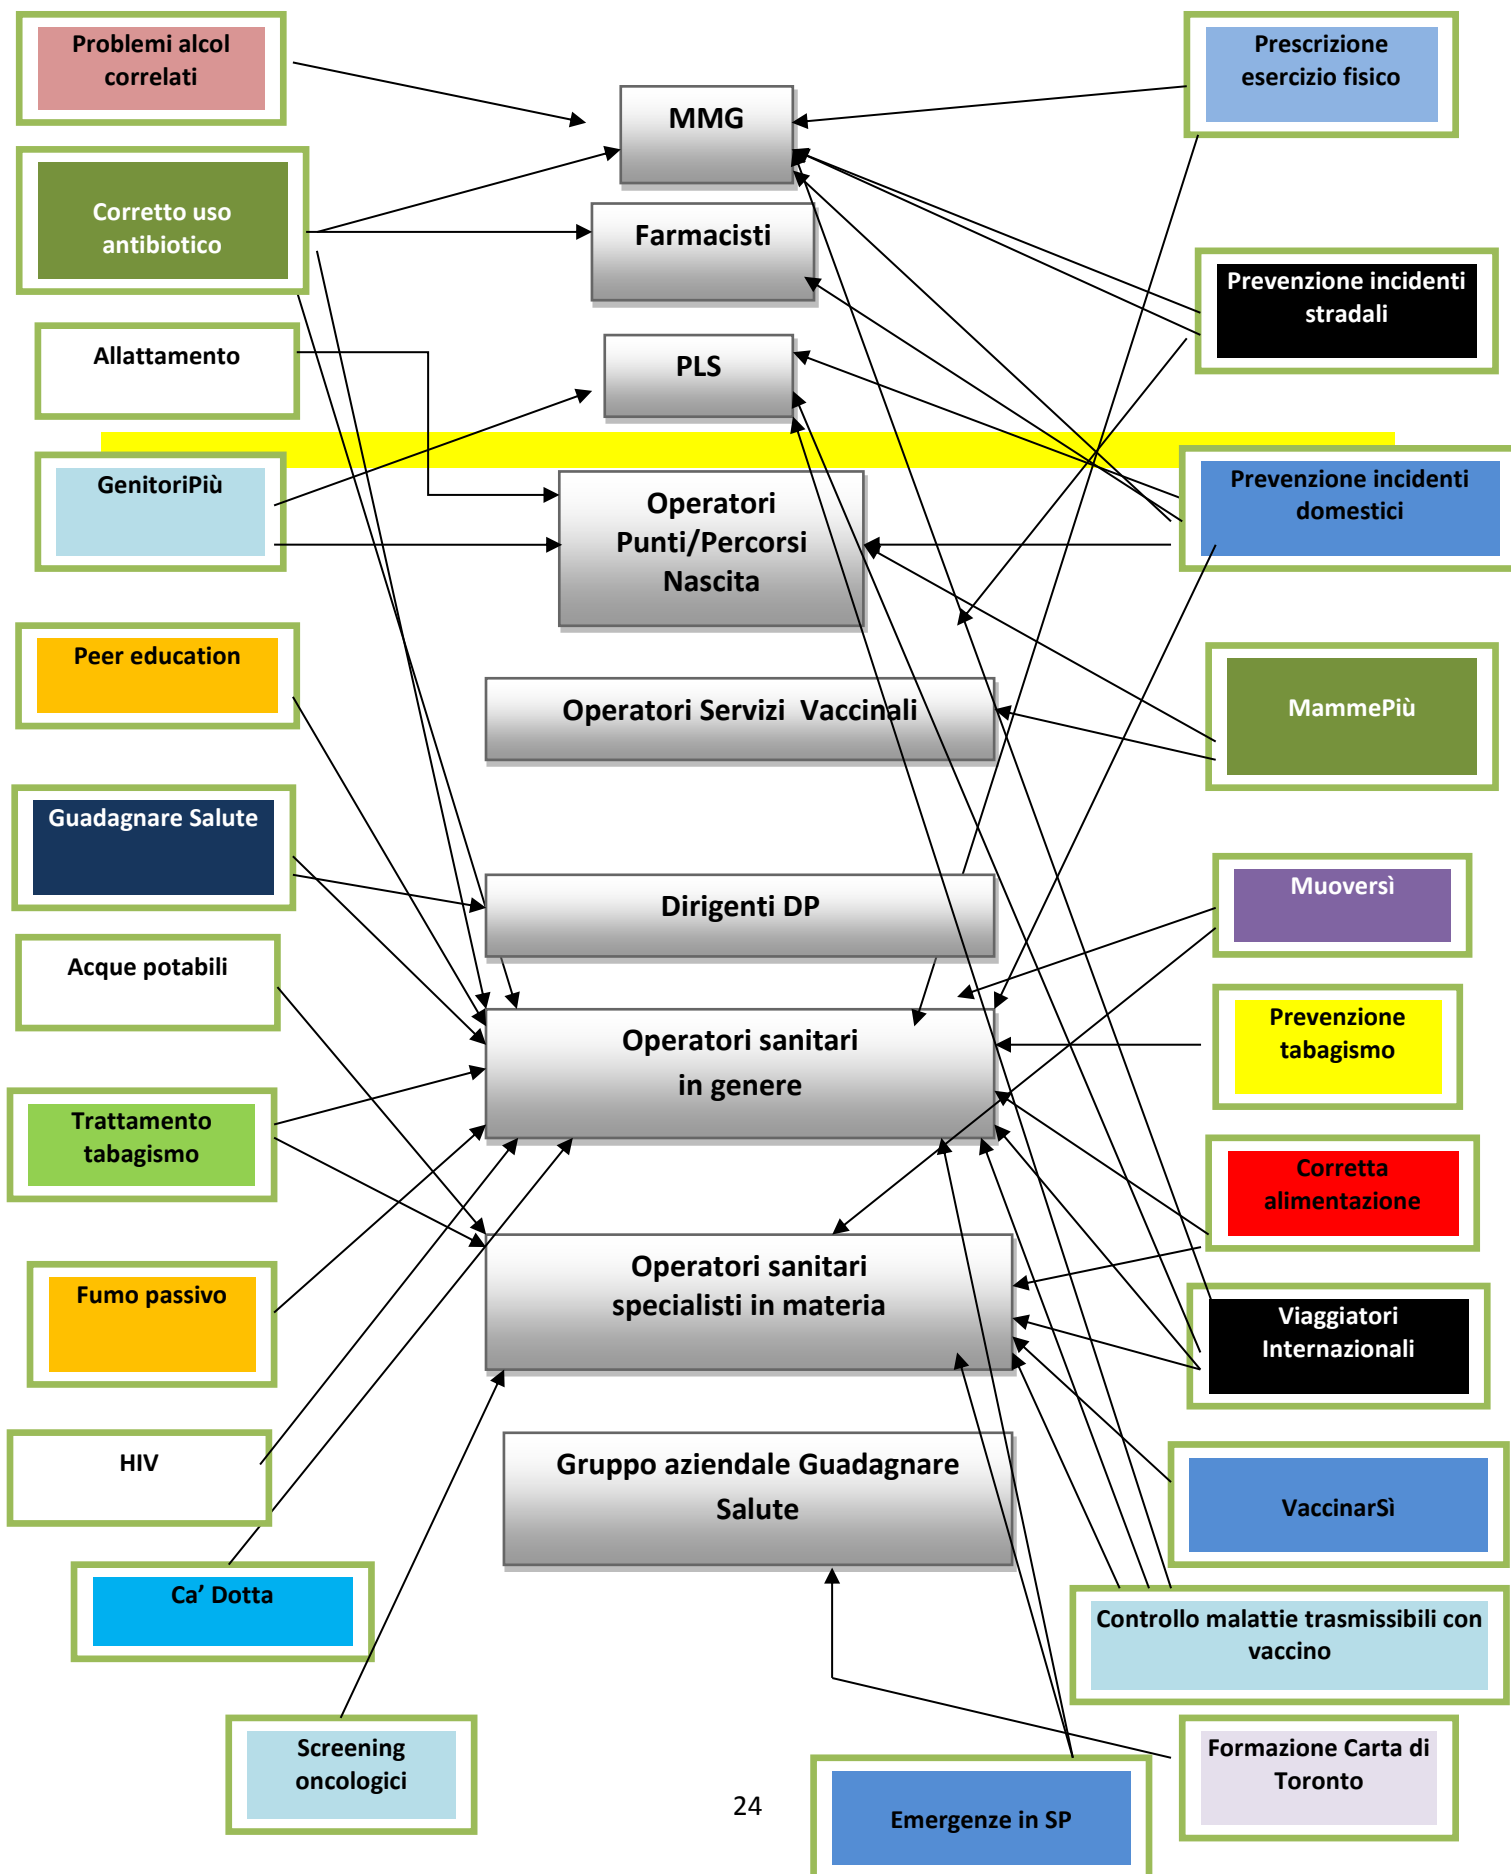 Problemi alcol
correlati
Prescrizione
esercizio fisico
MMG
Corretto uso
antibiotico
Farmacisti
Prevenzione incidenti
stradali
Allattamento
PLS
GenitoriPiù
Operatori
Punti/Percorsi
Nascita
Prevenzione incidenti
domestici
Peer education
Operatori Servizi Vaccinali
MammePiù
Guadagnare Salute
Dirigenti DP
Muoversì
Acque potabili
Operatori sanitari
in genere
Prevenzione
tabagismo
Trattamento
tabagismo
Corretta
alimentazione
Fumo passivo
Operatori sanitari
specialisti in materia
Viaggiatori
Internazionali
HIV
Gruppo aziendale Guadagnare
Salute
VaccinarSì
Ca’ Dotta
Controllo malattie trasmissibili con
vaccino
Screening
oncologici
Formazione Carta di
Toronto
24
Emergenze in SP